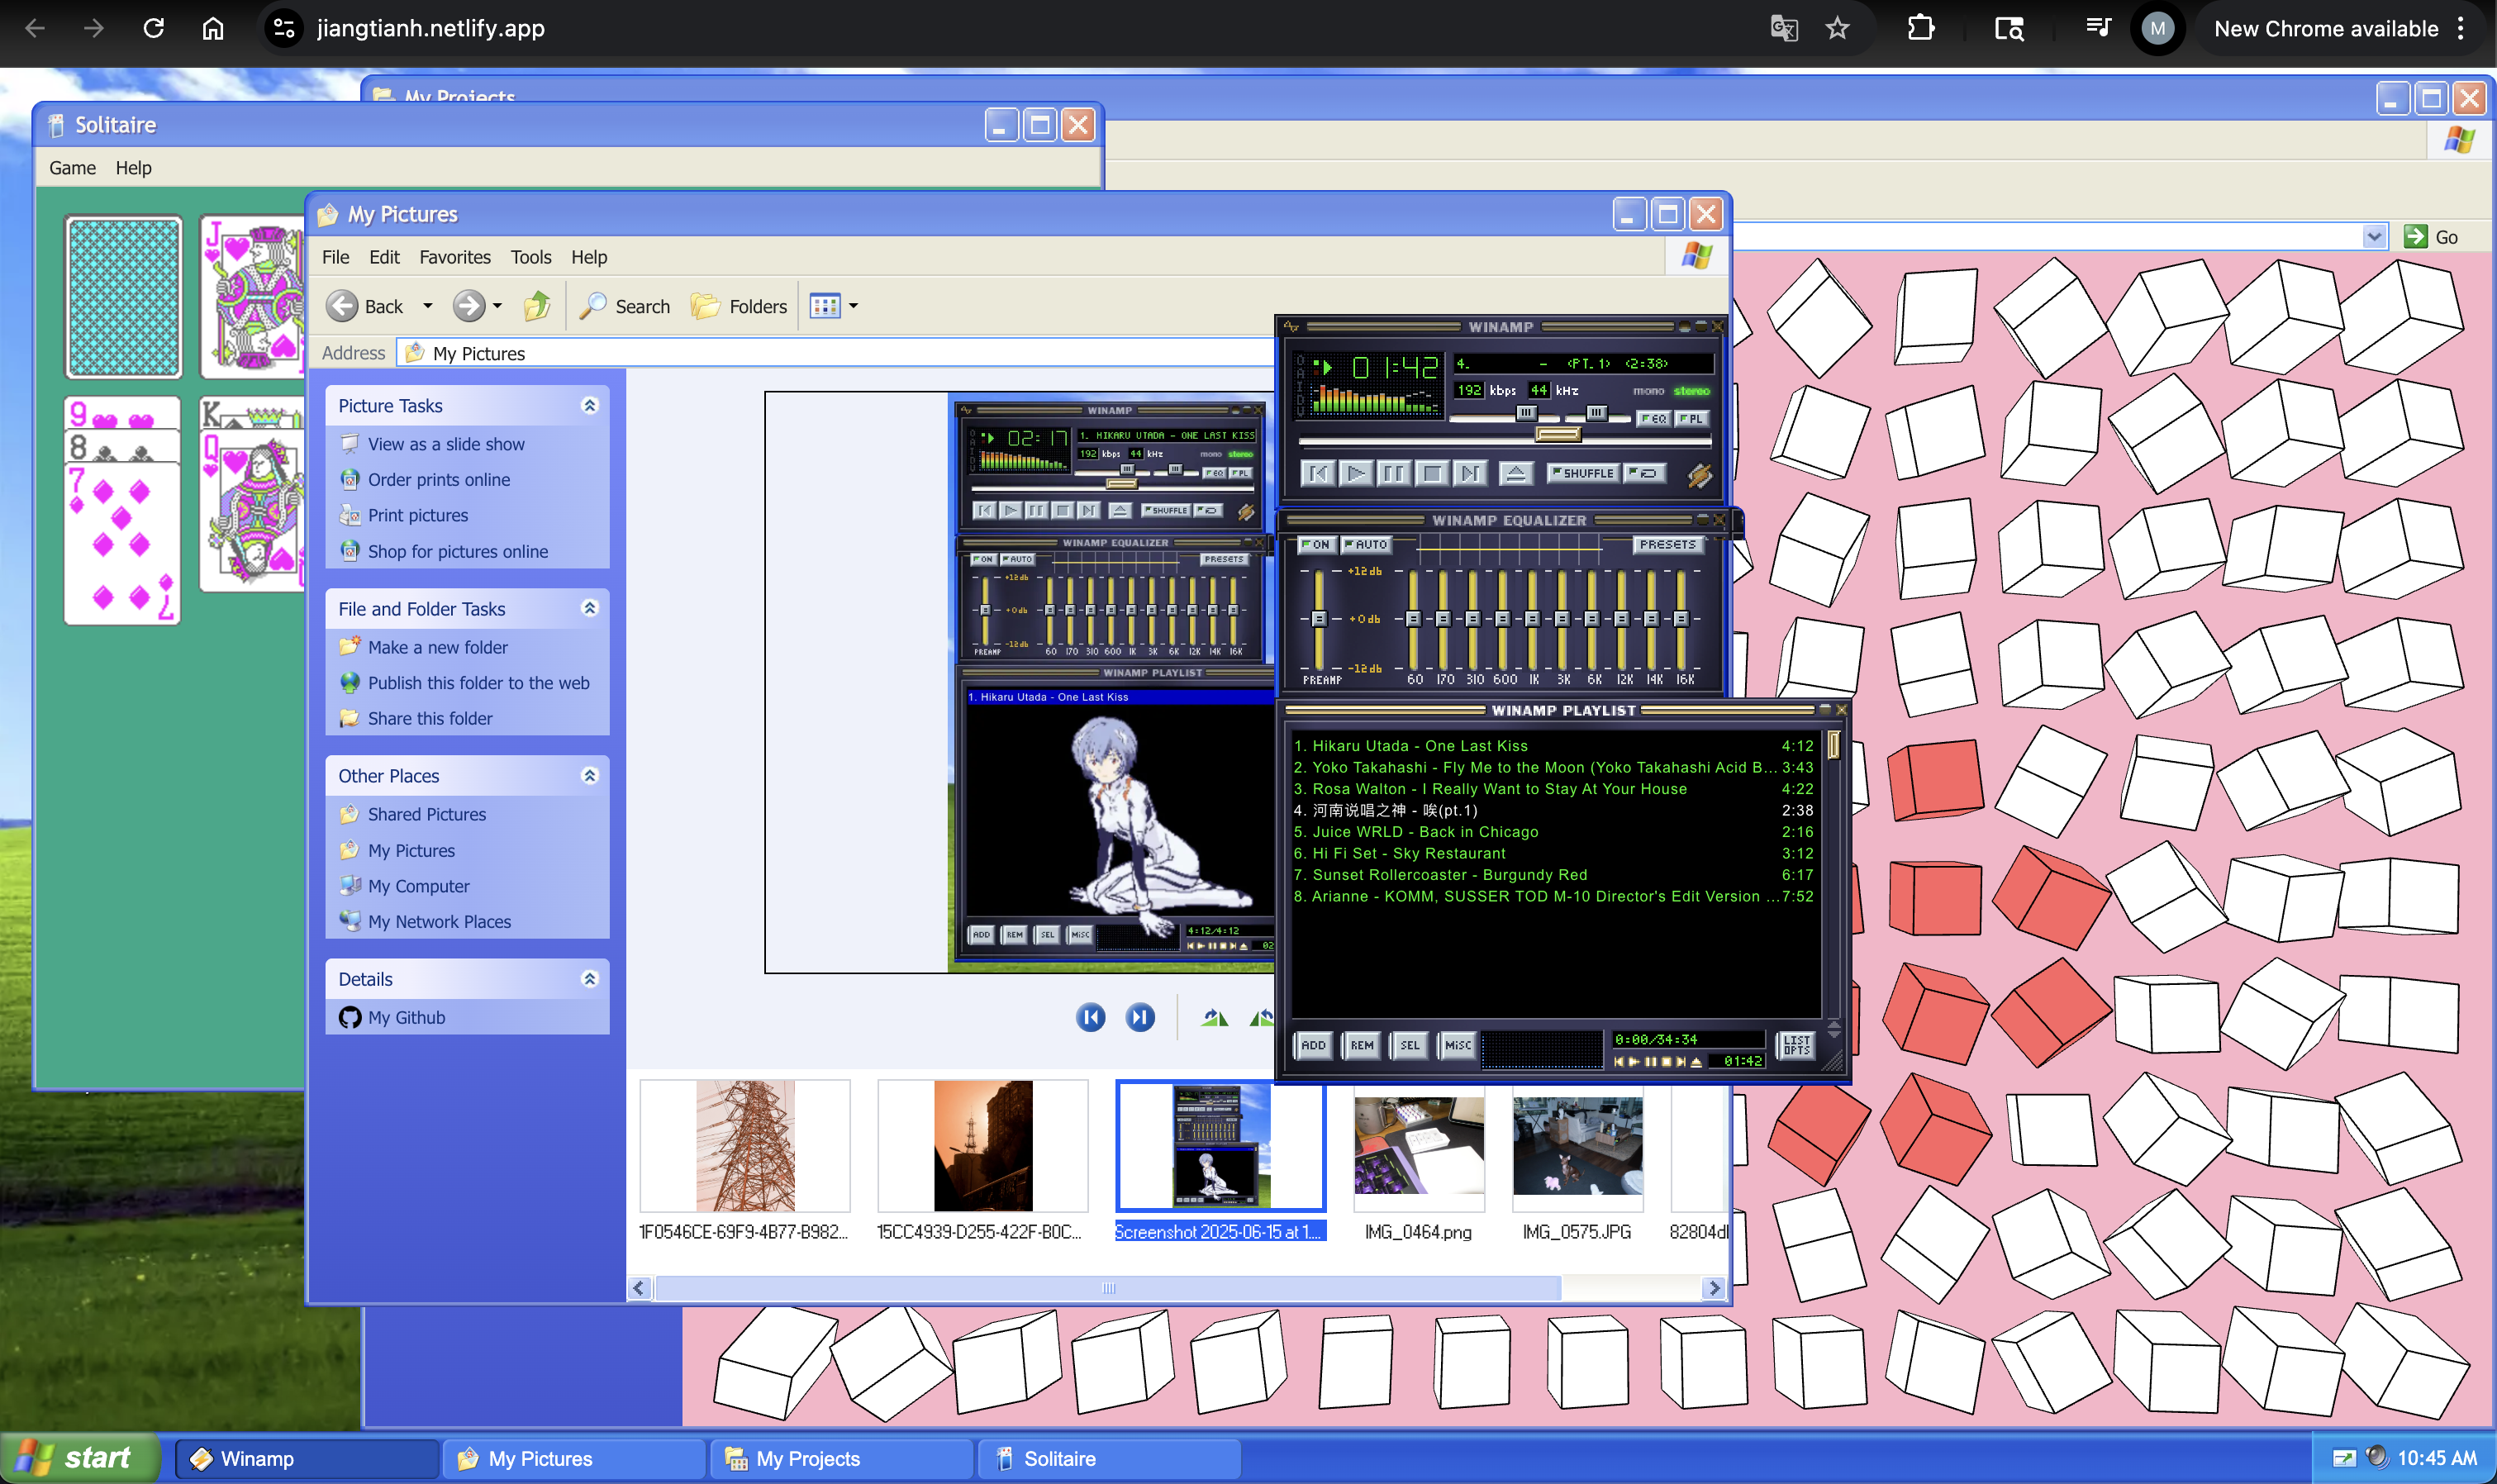 jiangtianh.netlify.app
New Chrome available
M
My Projects
Solitaire
Game Help
J
9
8
7
7
K
Q
Go
My Pictures
File Edit Favorites Tools Help
Back Search Folders
Address My Pictures
Picture Tasks
View as a slide show
Order prints online
Print pictures
Shop for pictures online
File and Folder Tasks
Make a new folder
Publish this folder to the web
Share this folder
Other Places
Shared Pictures
My Pictures
My Computer
My Network Places
Details
My Github
WINAMP
02:17 1. HIKARU UTADA - ONE LAST KISS
192 kbps 44 kHz mono stereo
EQ PL
SHUFFLE
WINAMP EQUALIZER
ON AUTO PRESETS
+12db
+0db
-12db
PREAMP 60 170 310 600 1K 3K 6K 12K 14K 16K
WINAMP PLAYLIST
1. Hikaru Utada - One Last Kiss
ADD REM SEL MISC 4:12/4:12
02
WINAMP
01:42 4. - (PT.1) (2:38)
192 kbps 44 kHz mono stereo
EQ PL
SHUFFLE
WINAMP EQUALIZER
ON AUTO PRESETS
+12db
+0db
-12db
PREAMP 60 170 310 600 1K 3K 6K 12K 14K 16K
WINAMP PLAYLIST
1. Hikaru Utada - One Last Kiss 4:12
2. Yoko Takahashi - Fly Me to the Moon (Yoko Takahashi Acid B... 3:43
3. Rosa Walton - I Really Want to Stay At Your House 4:22
4. 河南说唱之神 - 唉(pt.1) 2:38
5. Juice WRLD - Back in Chicago 2:16
6. Hi Fi Set - Sky Restaurant 3:12
7. Sunset Rollercoaster - Burgundy Red 6:17
8. Arianne - KOMM, SUSSER TOD M-10 Director's Edit Version ... 7:52
ADD REM SEL MISC 0:00/34:34 LIST OPTS
01:42
1F0546CE-69F9-4B77-B982... 15CC4939-D255-422F-B0C... Screenshot 2025-06-15 at 1.... IMG_0464.png IMG_0575.JPG 82804d
start Winamp My Pictures My Projects Solitaire 10:45 AM